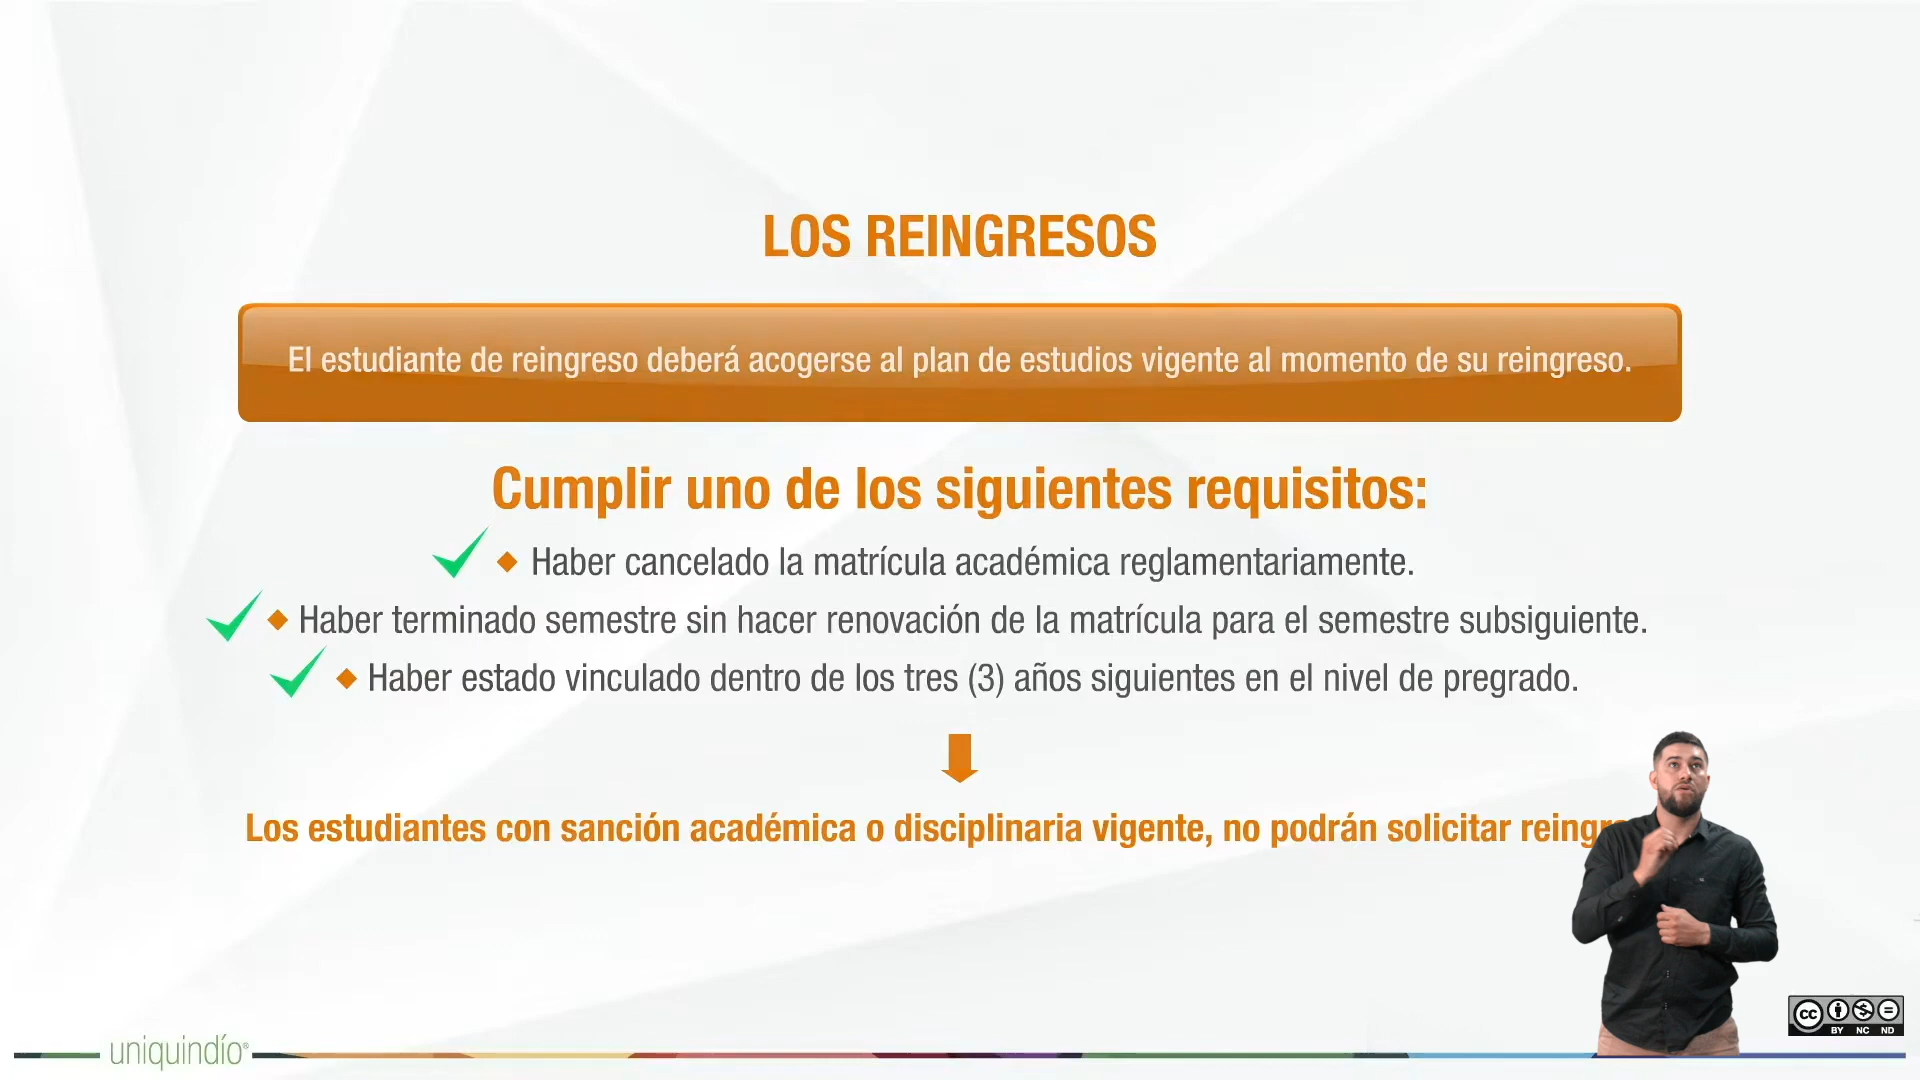 LOS REINGRESOS
El estudiante de reingreso deberá acogerse al plan de estudios vigente al momento de su reingreso.
Cumplir uno de los siguientes requisitos:
Haber cancelado la matrícula académica reglamentariamente.
Haber terminado semestre sin hacer renovación de la matrícula para el semestre subsiguiente.
Haber estado vinculado dentro de los tres (3) años siguientes en el nivel de pregrado.
Los estudiantes con sanción académica o disciplinaria vigente, no podrán solicitar
uniquindío®
cc BY NC ND